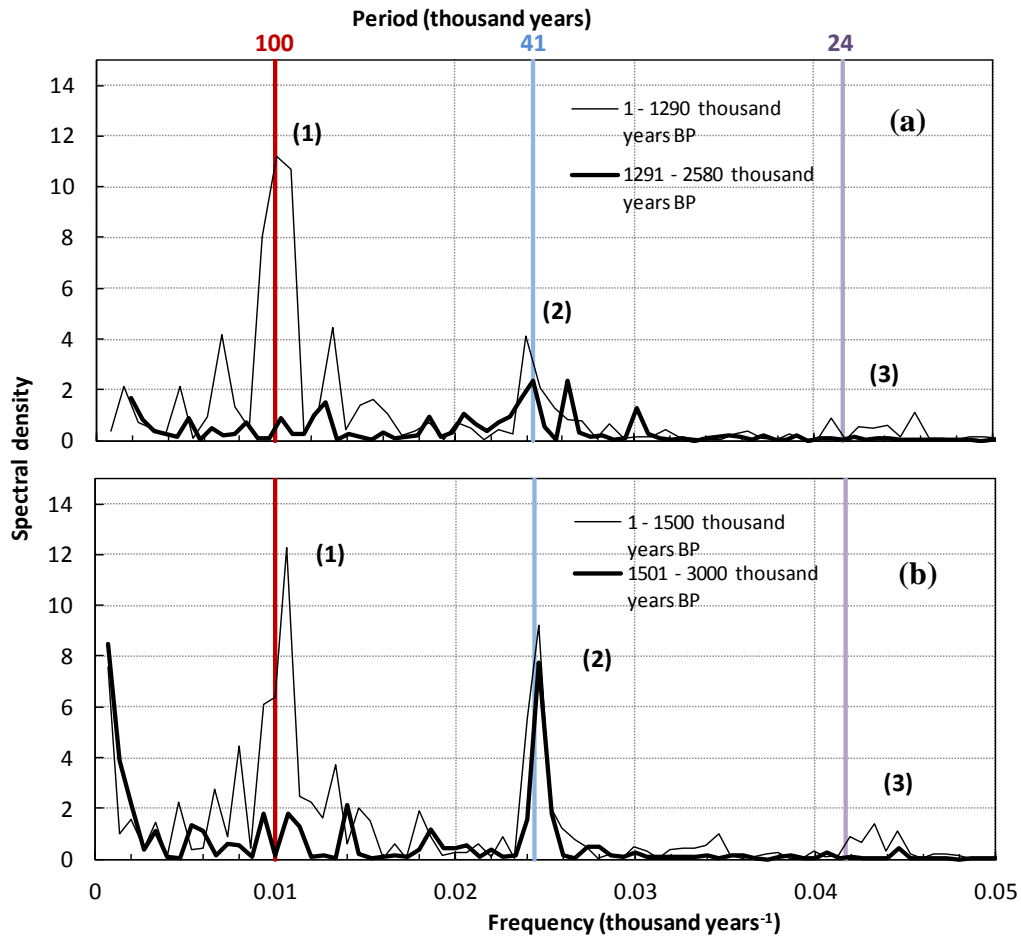 Period (thousand years)
100 41 24
14
12
10
8
6
4
2
0
(1)
(2)
(3)
1 - 1290 thousand
years BP
1291 - 2580 thousand
years BP
(a)
Spectral density
14
12
10
8
6
4
2
0
(1)
(2)
(3)
1 - 1500 thousand
years BP
1501 - 3000 thousand
years BP
(b)
0 0.01 0.02 0.03 0.04 0.05
Frequency (thousand years-1)